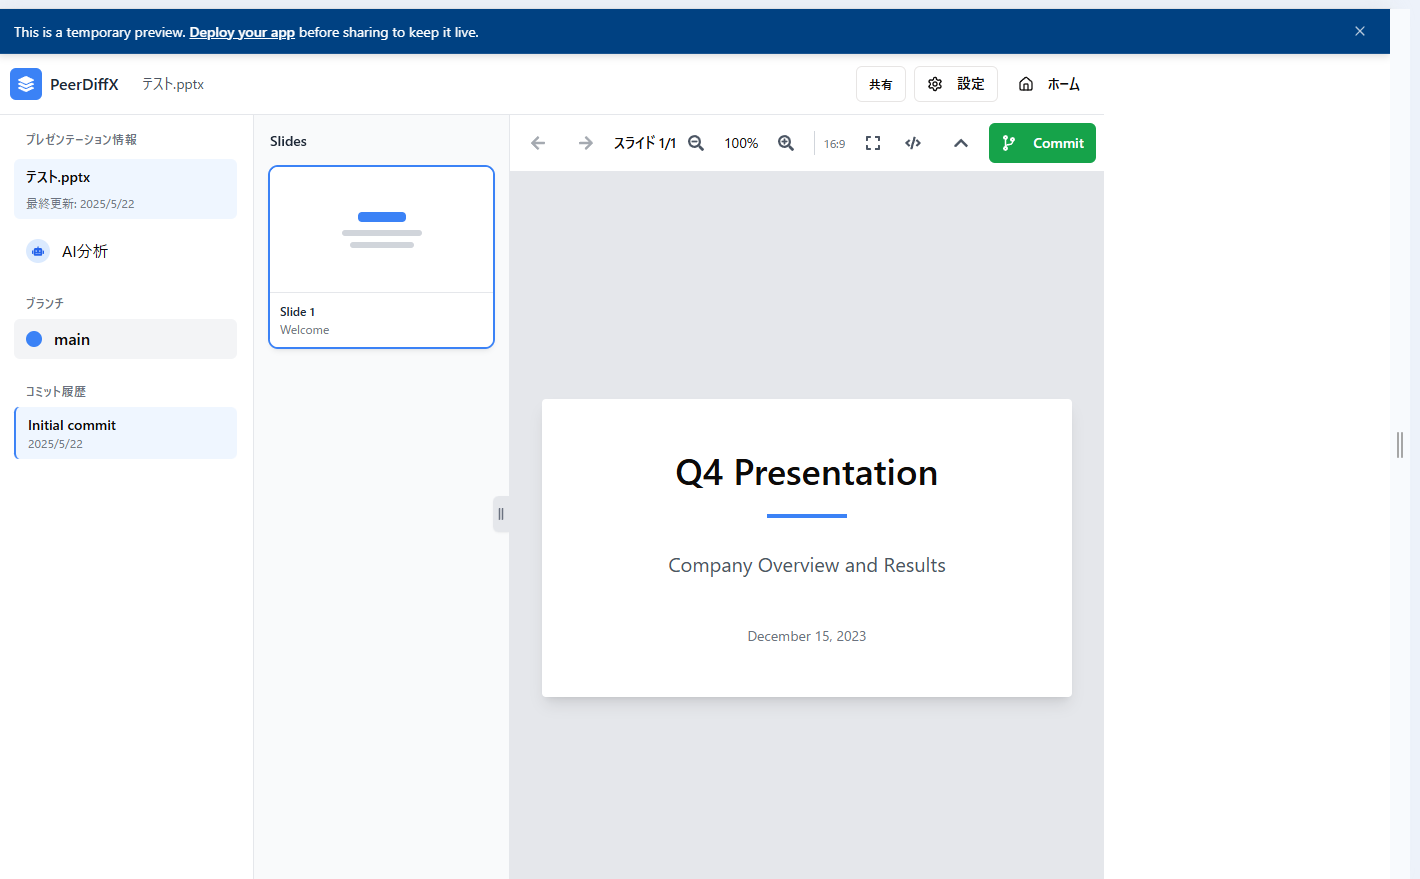 This is a temporary preview. Deploy your app before sharing to keep it live.
PeerDiffX
テスト.pptx
共有
設定
ホーム
プレゼンテーション情報
テスト.pptx
最終更新: 2025/5/22
AI分析
ブランチ
main
コミット履歴
Initial commit
2025/5/22
Slides
Slide 1
Welcome
スライド 1/1
100%
16:9
Commit
Q4 Presentation
Company Overview and Results
December 15, 2023